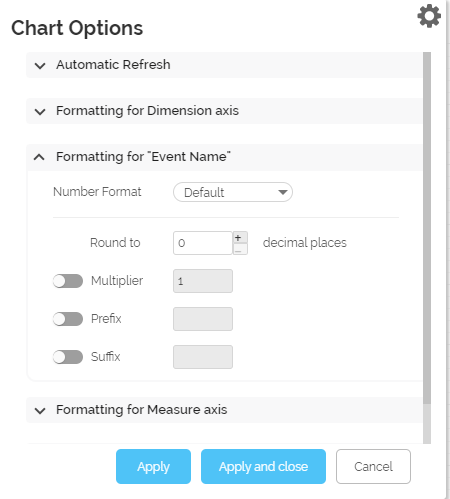 Chart Options
Automatic Refresh
Formatting for Dimension axis
Formatting for "Event Name"
Number Format Default
Round to 0 + - decimal places
Multiplier 1
Prefix
Suffix
Formatting for Measure axis
Apply Apply and close Cancel